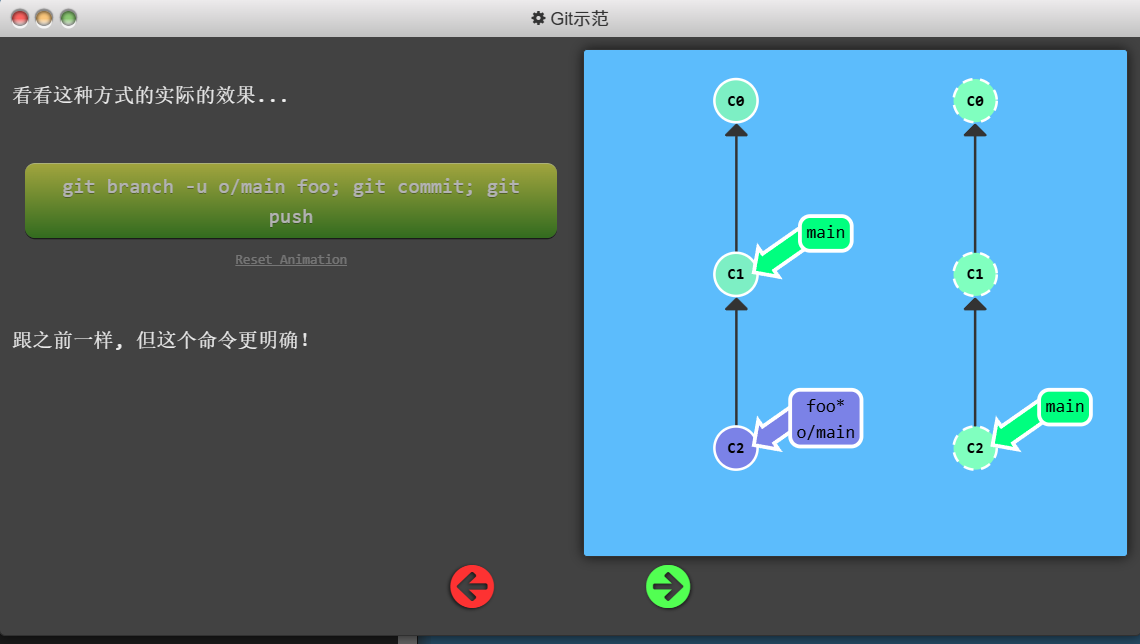 Git示范
看看这种方式的实际的效果...
git branch -u o/main foo; git commit; git
push
Reset Animation
跟之前一样, 但这个命令更明确!
C0
C0
main
C1
C1
foo*
main
o/main
C2
C2